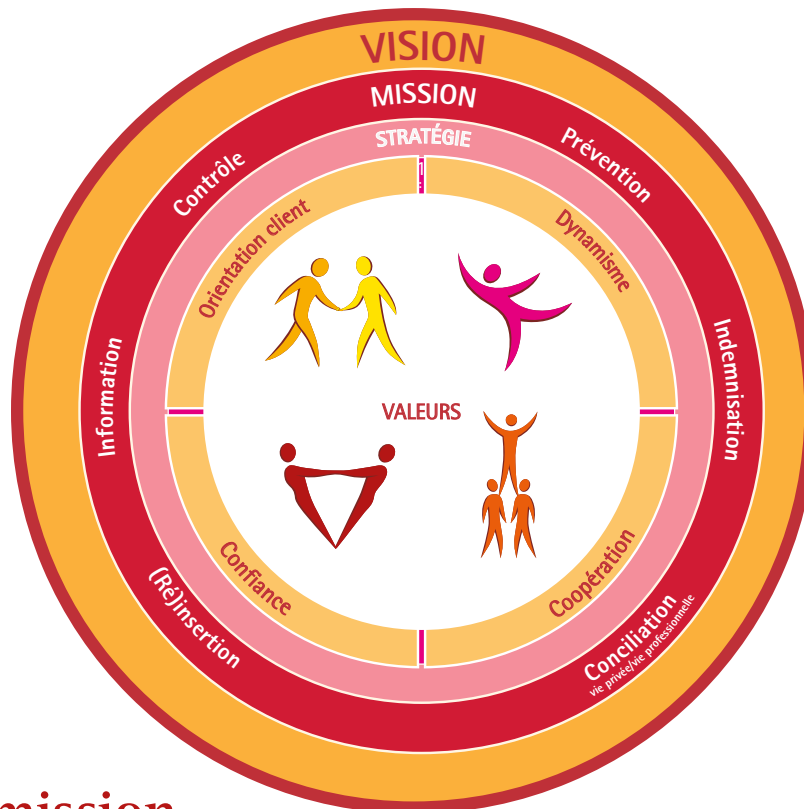 VISION
MISSION
STRATÉGIE
Contrôle
Prévention
Orientation client
Dynamisme
Information
Indemnisation
VALEURS
Confiance
Coopération
(Ré)insertion
Conciliation
vie privée/vie professionnelle
mission